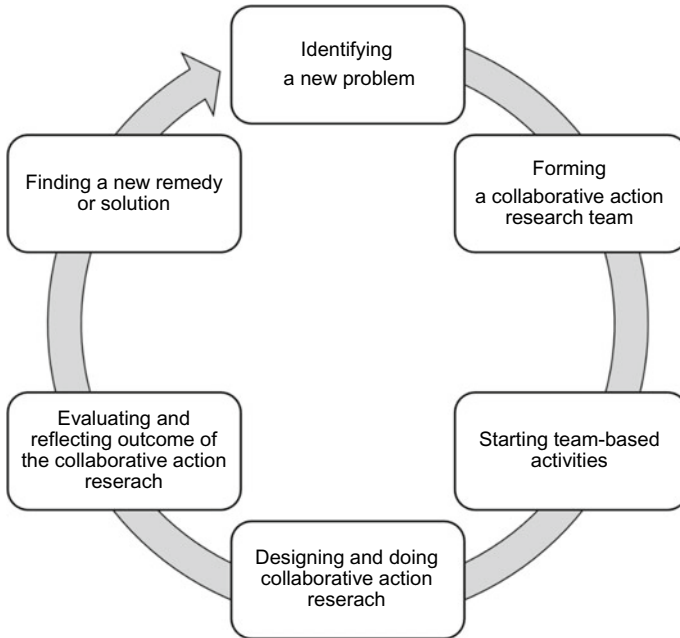 Identifying
a new problem
Forming
a collaborative action
research team
Starting team-based
activities
Designing and doing
collaborative action
reserach
Evaluating and
reflecting outcome of
the collaborative action
reserach
Finding a new remedy
or solution